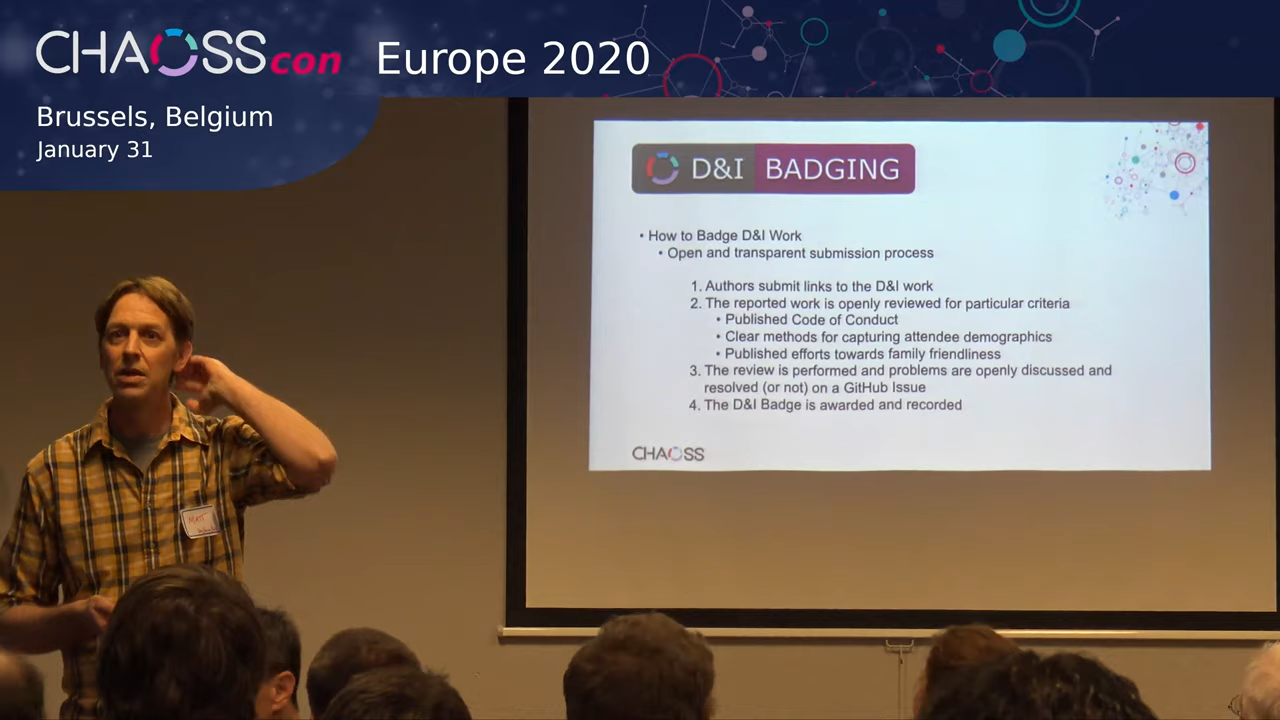 CHAOSScon Europe 2020
Brussels, Belgium
January 31
D&I BADGING
• How to Badge D&I Work
• Open and transparent submission process
1. Authors submit links to the D&I work
2. The reported work is openly reviewed for particular criteria
• Published Code of Conduct
• Clear methods for capturing attendee demographics
• Published efforts towards family friendliness
3. The review is performed and problems are openly discussed and
resolved (or not) on a GitHub Issue
4. The D&I Badge is awarded and recorded
CHAOSS
MATT